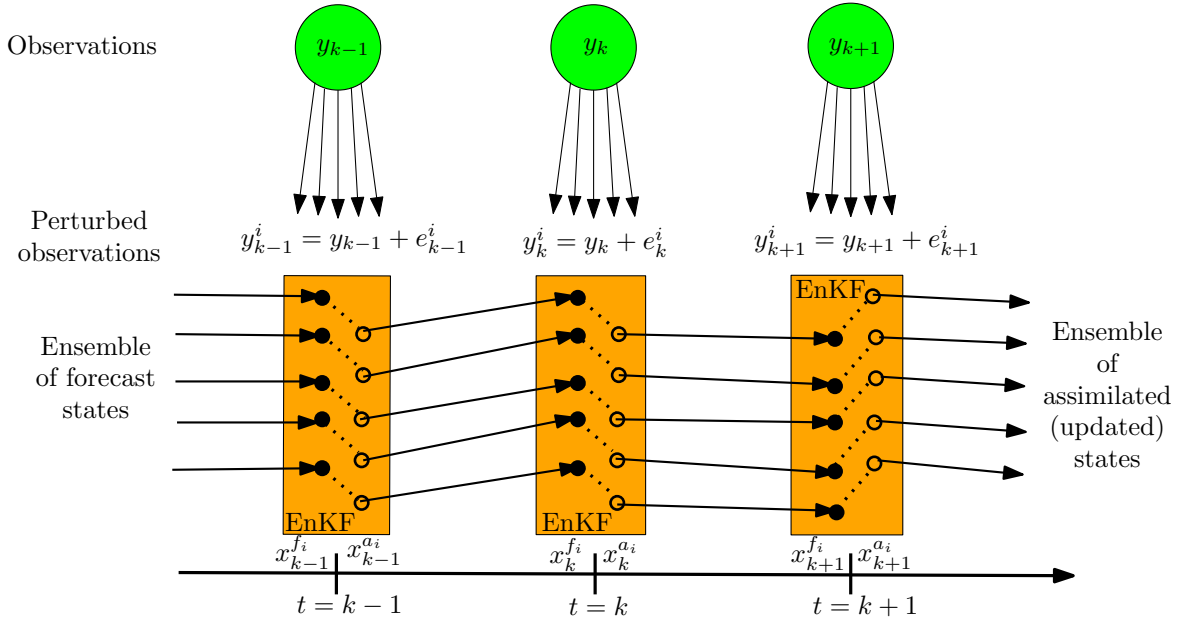 Observations
y_{k−1}
y_k
y_{k+1}
Perturbed
observations
y^i_{k−1} = y_{k−1} + e^i_{k−1}
y^i_k = y_k + e^i_k
y^i_{k+1} = y_{k+1} + e^i_{k+1}
EnKF
Ensemble
of forecast
states
Ensemble
of
assimilated
(updated)
states
EnKF
EnKF
x^{f_i}_{k−1}
x^{a_i}_{k−1}
x^{f_i}_k
x^{a_i}_k
x^{f_i}_{k+1}
x^{a_i}_{k+1}
t = k − 1
t = k
t = k + 1